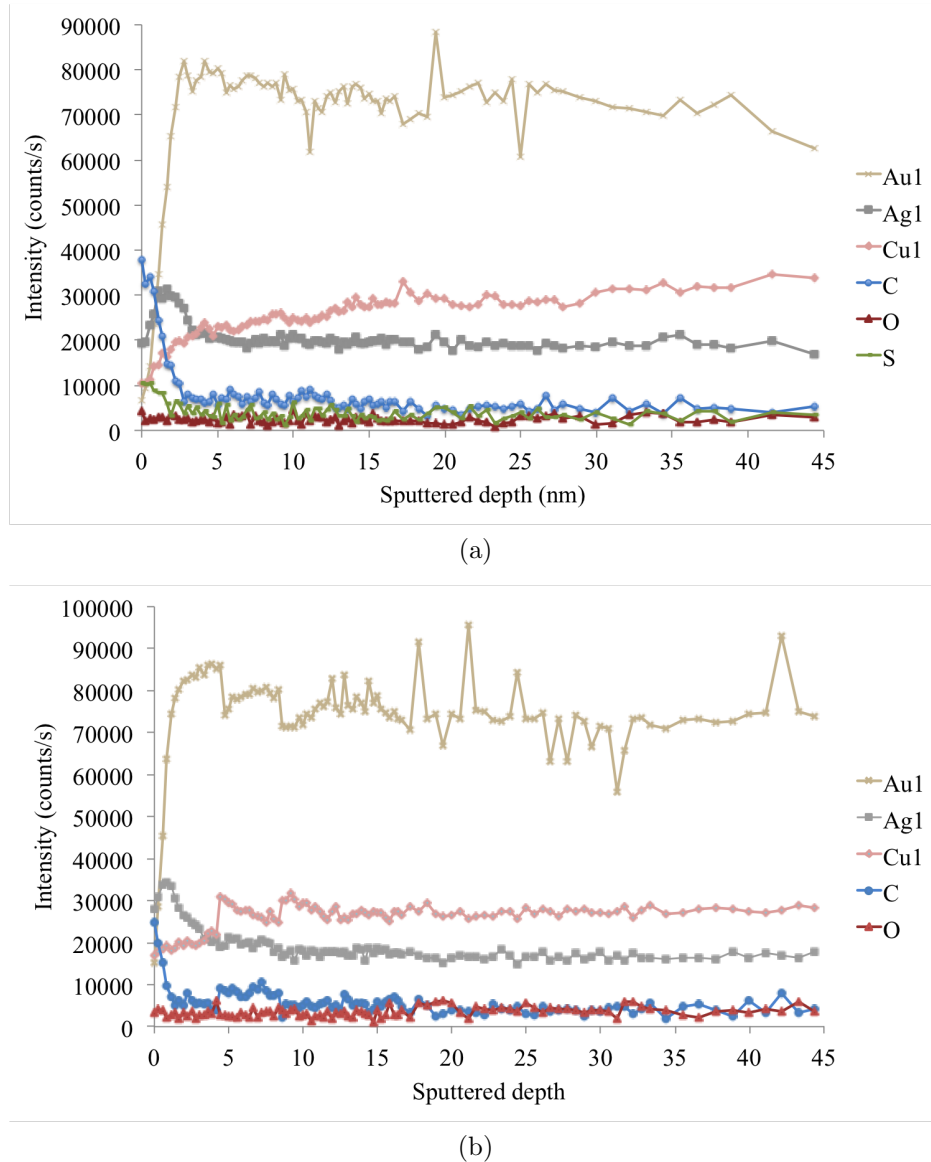 90000
80000
70000
60000
50000
40000
30000
20000
10000
0
Intensity (counts/s)
0 5 10 15 20 25 30 35 40 45
Sputtered depth (nm)
Au1
Ag1
Cu1
C
O
S
(a)
100000
90000
80000
70000
60000
50000
40000
30000
20000
10000
0
Intensity (counts/s)
0 5 10 15 20 25 30 35 40 45
Sputtered depth
Au1
Ag1
Cu1
C
O
(b)